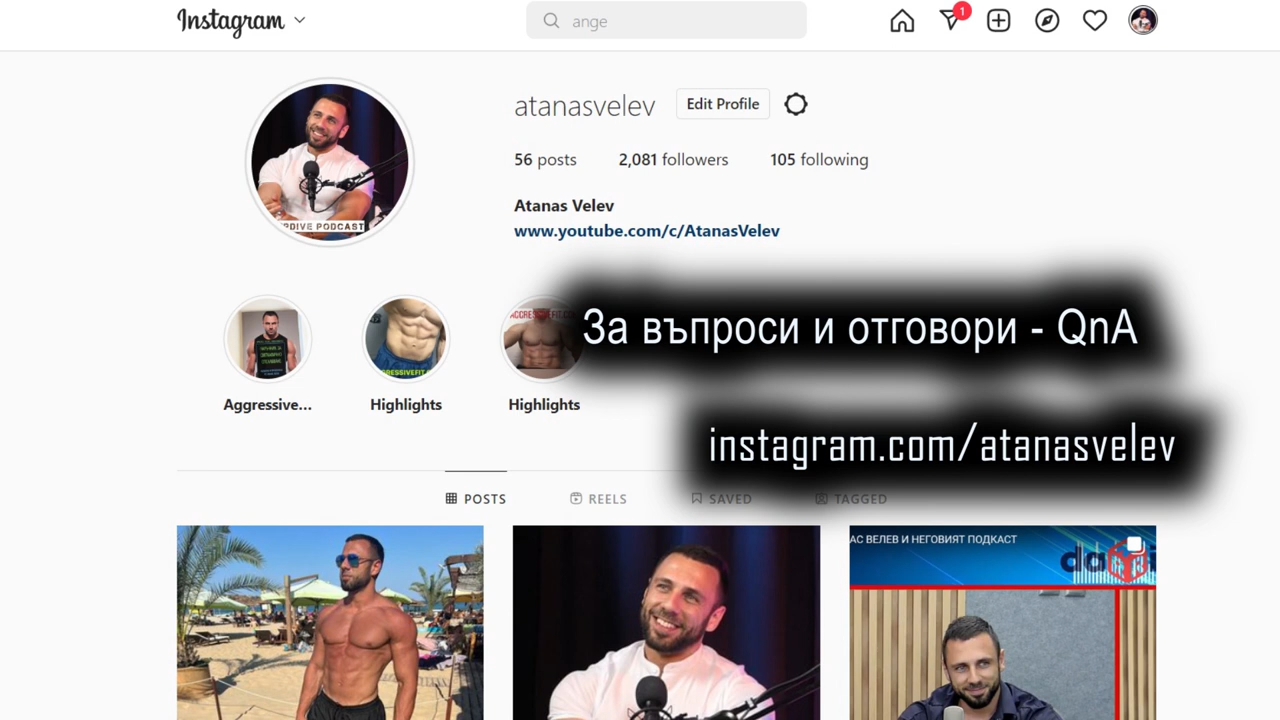 Instagram
ange
1
atanasvelev
Edit Profile
56 posts
2,081 followers
105 following
Atanas Velev
www.youtube.com/c/AtanasVelev
PODCAST
Aggressive...
Highlights
Highlights
За въпроси и отговори - QnA
instagram.com/atanasvelev
POSTS
REELS
SAVED
TAGGED
АС ВЕЛЕВ И НЕГОВИЯТ ПОДКАСТ